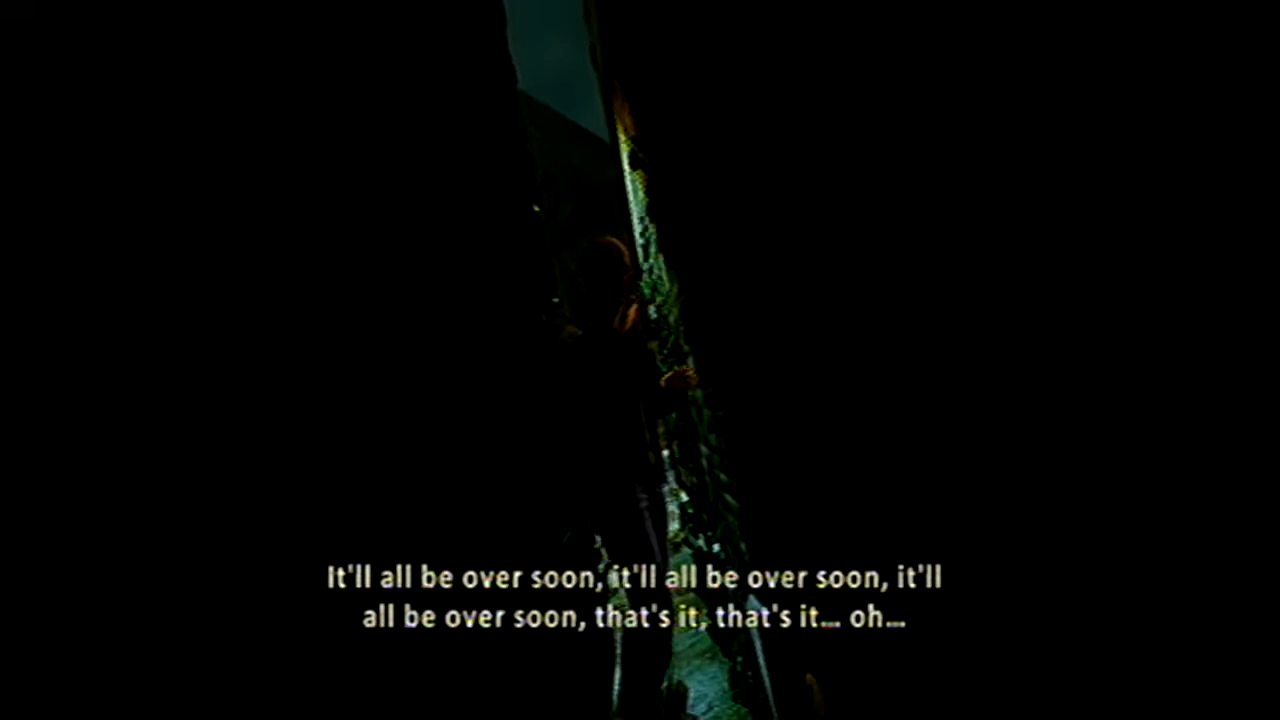 It'll all be over soon, it'll all be over soon, it'll
all be over soon, that's it, that's it... oh...